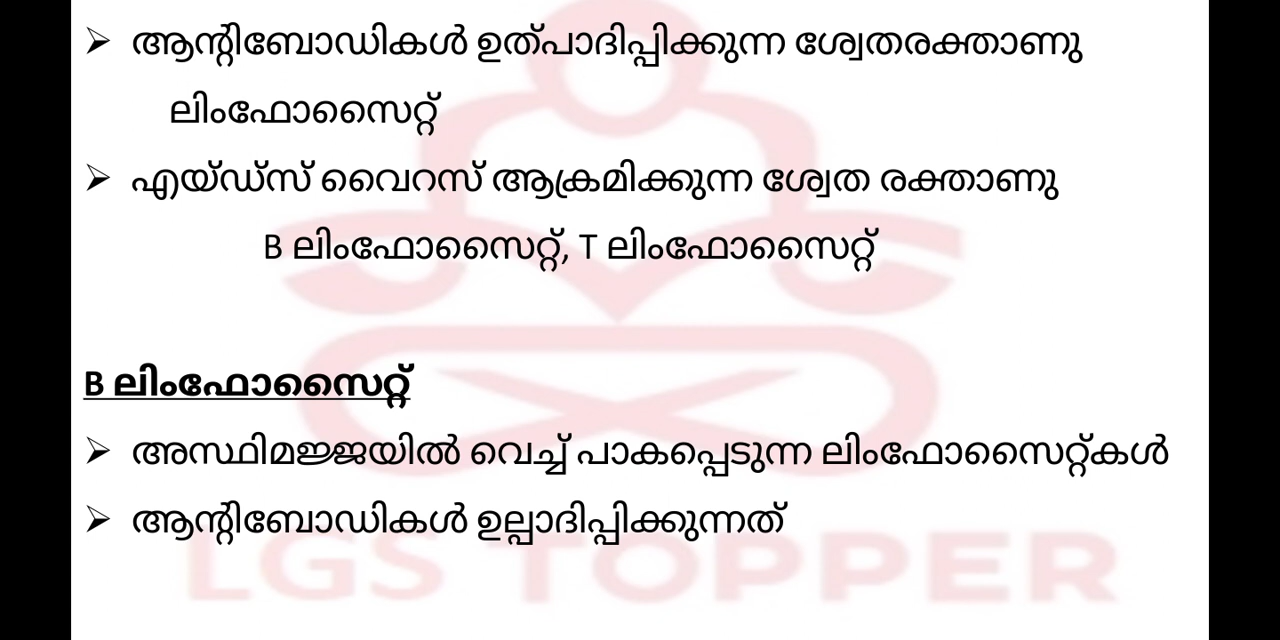 ➢ ആന്റിബോഡികൾ ഉത്പാദിപ്പിക്കുന്ന ശ്വേതരക്താണു
ലിംഫോസൈറ്റ്
➢ എയ്ഡ്സ് വൈറസ് ആക്രമിക്കുന്ന ശ്വേത രക്താണു
B ലിംഫോസൈറ്റ്, T ലിംഫോസൈറ്റ്
B ലിംഫോസൈറ്റ്
➢ അസ്ഥിമജ്ജയിൽ വെച്ച് പാകപ്പെടുന്ന ലിംഫോസൈറ്റ്കൾ
➢ ആന്റിബോഡികൾ ഉല്പാദിപ്പിക്കുന്നത്
LGS TOPPER